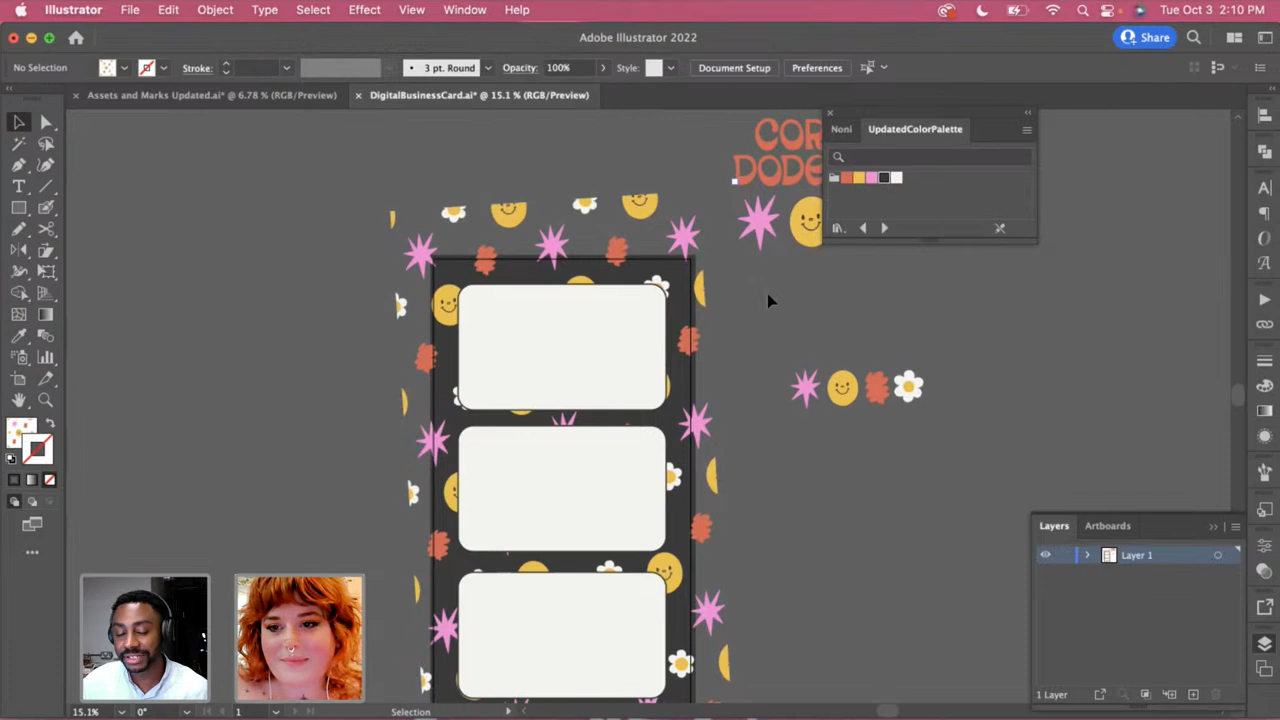 Illustrator File Edit Object Type Select Effect View Window Help Tue Oct 3 2:10 PM
Adobe Illustrator 2022 Share
No Selection Stroke: 3 pt. Round Opacity: 100% Style: Document Setup Preferences
Assets and Marks Updated.ai* @ 6.78 % (RGB/Preview) DigitalBusinessCard.ai* @ 15.1 % (RGB/Preview)
COR
DODE
Noni UpdatedColorPalette
Layers Artboards
Layer 1
1 Layer
15.1% 0° 1 Selection